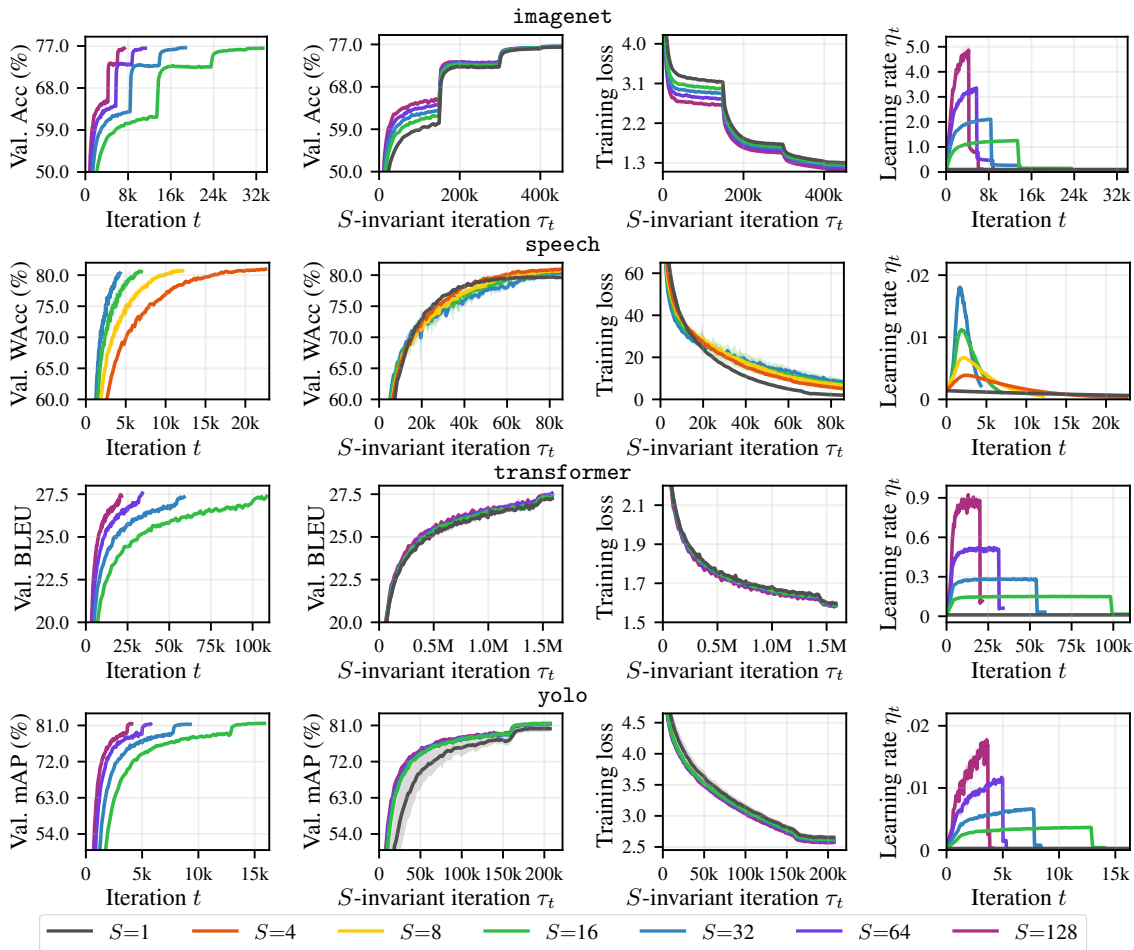 imagenet
Val. Acc (%)
77.0
68.0
59.0
50.0
8k 16k 24k 32k
Iteration t
Val. Acc (%)
77.0
68.0
59.0
50.0
0 200k 400k
S-invariant iteration τt
Training loss
4.0
3.1
2.2
1.3
0 200k 400k
S-invariant iteration τt
Learning rate ηt
5.0
4.0
3.0
2.0
1.0
0
0 8k 16k 24k 32k
Iteration t
speech
Val. WAcc (%)
80.0
75.0
70.0
65.0
60.0
5k 10k 15k 20k
Iteration t
Val. WAcc (%)
80.0
75.0
70.0
65.0
60.0
0 20k 40k 60k 80k
S-invariant iteration τt
Training loss
60
40
20
0
0 20k 40k 60k 80k
S-invariant iteration τt
Learning rate ηt
.02
.01
0
0 5k 10k 15k 20k
Iteration t
transformer
Val. BLEU
27.5
25.0
22.5
20.0
25k 50k 75k 100k
Iteration t
Val. BLEU
27.5
25.0
22.5
20.0
0.5M 1.0M 1.5M
S-invariant iteration τt
Training loss
2.1
1.9
1.7
1.5
0 0.5M 1.0M 1.5M
S-invariant iteration τt
Learning rate ηt
0.9
0.6
0.3
0
0 25k 50k 75k 100k
Iteration t
yolo
Val. mAP (%)
81.0
72.0
63.0
54.0
5k 10k 15k
Iteration t
Val. mAP (%)
81.0
72.0
63.0
54.0
0k 50k 100k 150k 200k
S-invariant iteration τt
Training loss
4.5
3.5
3.0
2.5
0k 50k 100k 150k 200k
S-invariant iteration τt
Learning rate ηt
.02
.01
0
0 5k 10k 15k
Iteration t
S=1 S=4 S=8 S=16 S=32 S=64 S=128